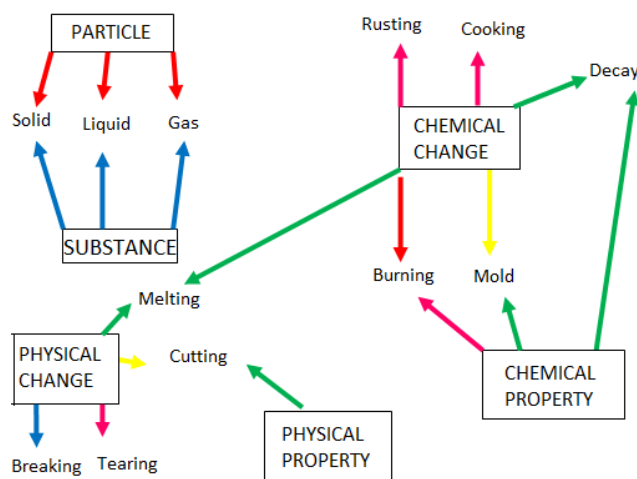 PARTICLE
Rusting
Cooking
Decay
Solid
Liquid
Gas
CHEMICAL
CHANGE
SUBSTANCE
Melting
Burning
Mold
PHYSICAL
CHANGE
Cutting
CHEMICAL
PROPERTY
PHYSICAL
PROPERTY
Breaking
Tearing